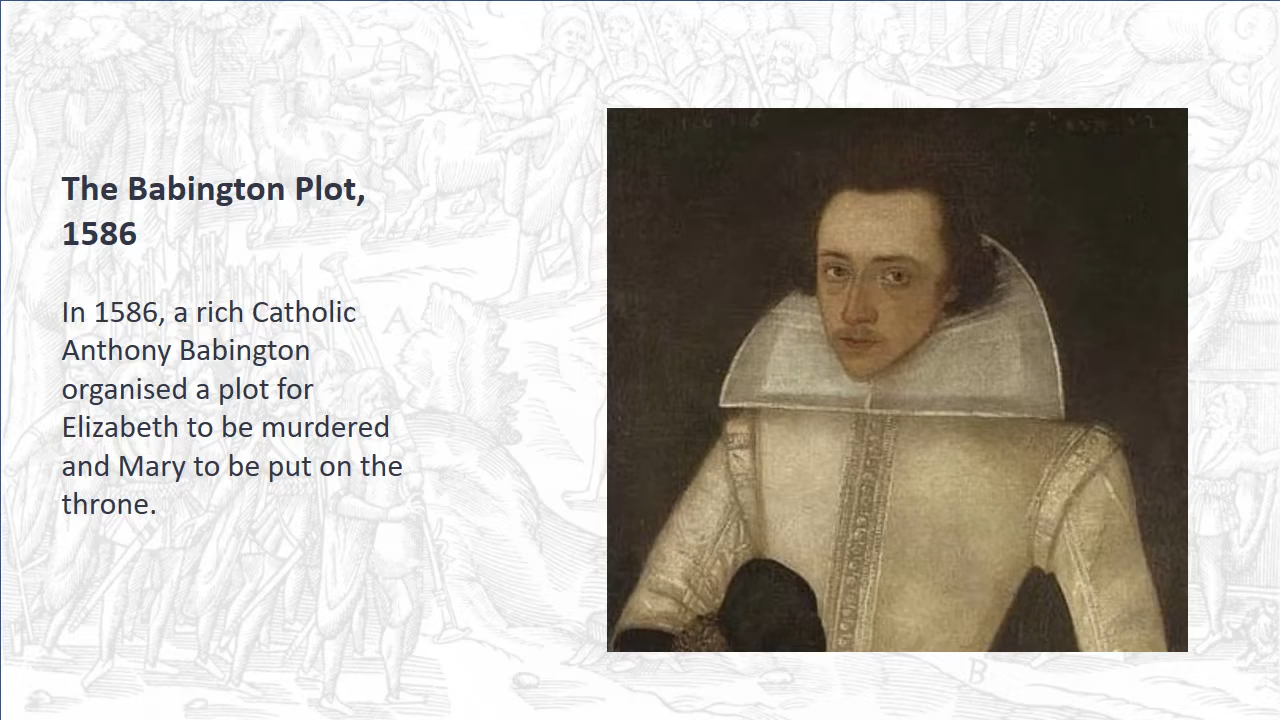 The Babington Plot,
1586
In 1586, a rich Catholic
Anthony Babington
organised a plot for
Elizabeth to be murdered
and Mary to be put on the
throne.
A
B